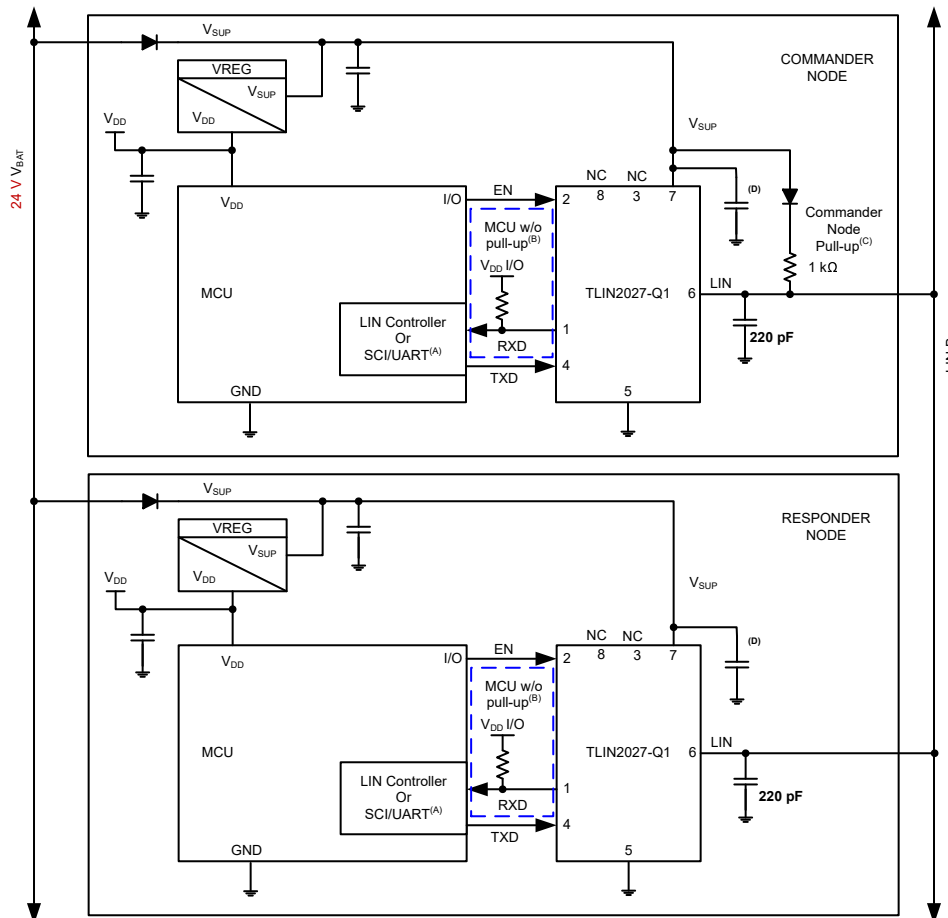 VSUP
COMMANDER
NODE
VREG
VSUP
VDD
VDD
VSUP
24 V VBAT
NC
8
NC
3
7
(D)
VDD
I/O
EN
2
MCU w/o
pull-up(B)
VDD I/O
Commander
Node
Pull-up(C)
1 kΩ
MCU
TLIN2027-Q1
6
LIN
LIN Controller
Or
SCI/UART(A)
1
RXD
220 pF
4
TXD
GND
5
VSUP
RESPONDER
NODE
VREG
VSUP
VDD
VDD
VSUP
NC
8
NC
3
7
(D)
VDD
I/O
EN
2
MCU w/o
pull-up(B)
VDD I/O
MCU
TLIN2027-Q1
6
LIN
LIN Controller
Or
SCI/UART(A)
1
RXD
220 pF
4
TXD
GND
5